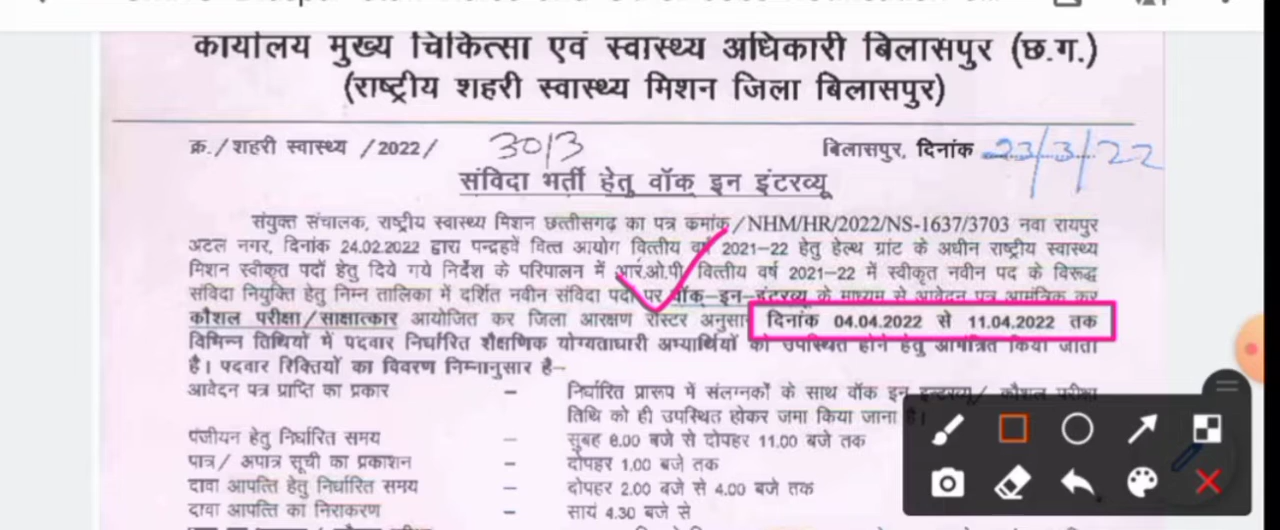 कार्यालय मुख्य चिकित्सा एवं स्वास्थ्य अधिकारी बिलासपुर (छ.ग.)
(राष्ट्रीय शहरी स्वास्थ्य मिशन जिला बिलासपुर)
क्र./शहरी स्वास्थ्य /2022/ 3013 बिलासपुर, दिनांक 23/3/22
संविदा भर्ती हेतु वॉक इन इंटरव्यू
संयुक्त संचालक, राष्ट्रीय स्वास्थ्य मिशन छत्तीसगढ़ का पत्र कमांक/NHM/HR/2022/NS-1637/3703 नवा रायपुर
अटल नगर, दिनांक 24.02.2022 द्वारा पन्द्रहवें वित्त आयोग वित्तीय वर्ष 2021-22 हेतु हेल्थ ग्रांट के अधीन राष्ट्रीय स्वास्थ्य
मिशन स्वीकृत पदों हेतु दिये गये निर्देश के परिपालन में आर.ओ.पी. वित्तीय वर्ष 2021-22 में स्वीकृत नवीन पद के विरूद्ध
संविदा नियुक्ति हेतु निम्न तालिका में दर्शित नवीन संविदा पदों पर वॉक-इन-इंटरव्यू के माध्यम से आवेदन पत्र आमंत्रिक कर
कौशल परीक्षा/साक्षात्कार आयोजित कर जिला आरक्षण रोस्टर अनुसार दिनांक 04.04.2022 से 11.04.2022 तक
विभिन्न तिथियों में पदवार निर्धारित शैक्षणिक योग्यताधारी अभ्यार्थियों को उपस्थित होने हेतु आमंत्रित किया जाता
है। पदवार रिक्तियों का विवरण निम्नानुसार है-
आवेदन पत्र प्राप्ति का प्रकार – निर्धारित प्रारूप में संलग्नकों के साथ वॉक इन इन्टरव्यू/ कौशल परीक्षा
तिथि को ही उपस्थित होकर जमा किया जाना है।
पंजीयन हेतु निर्धारित समय – सुबह 8.00 बजे से दोपहर 11.00 बजे तक
पात्र/ अपात्र सूची का प्रकाशन – दोपहर 1.00 बजे तक
दावा आपत्ति हेतु निर्धारित समय – दोपहर 2.00 बजे से 4.00 बजे तक
दावा आपत्ति का निराकरण – सायं 4.30 बजे से